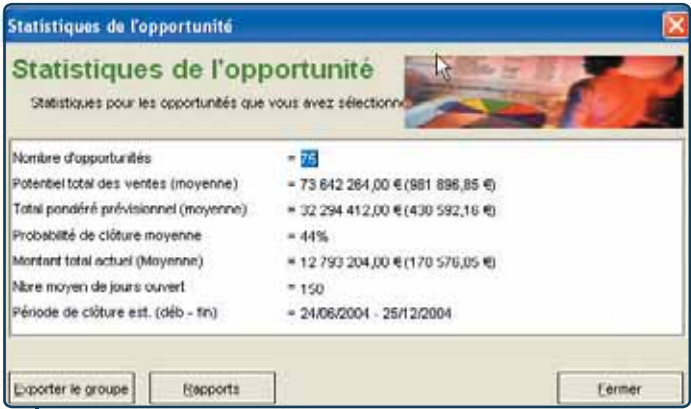 Statistiques de l'opportunité
Statistiques de l'opportunité
Statistiques pour les opportunités que vous avez sélectionné
Nombre d'opportunités = 75
Potentiel total des ventes (moyenne) = 73 642 264,00 € (981 896,85 €)
Total pondéré prévisionnel (moyenne) = 32 294 412,00 € (430 592,16 €)
Probabilité de clôture moyenne = 44%
Montant total actuel (Moyenne) = 12 793 204,00 € (170 576,05 €)
Nbre moyen de jours ouvert = 150
Période de clôture est. (déb - fin) = 24/06/2004 - 25/12/2004
Exporter le groupe Rapports Fermer